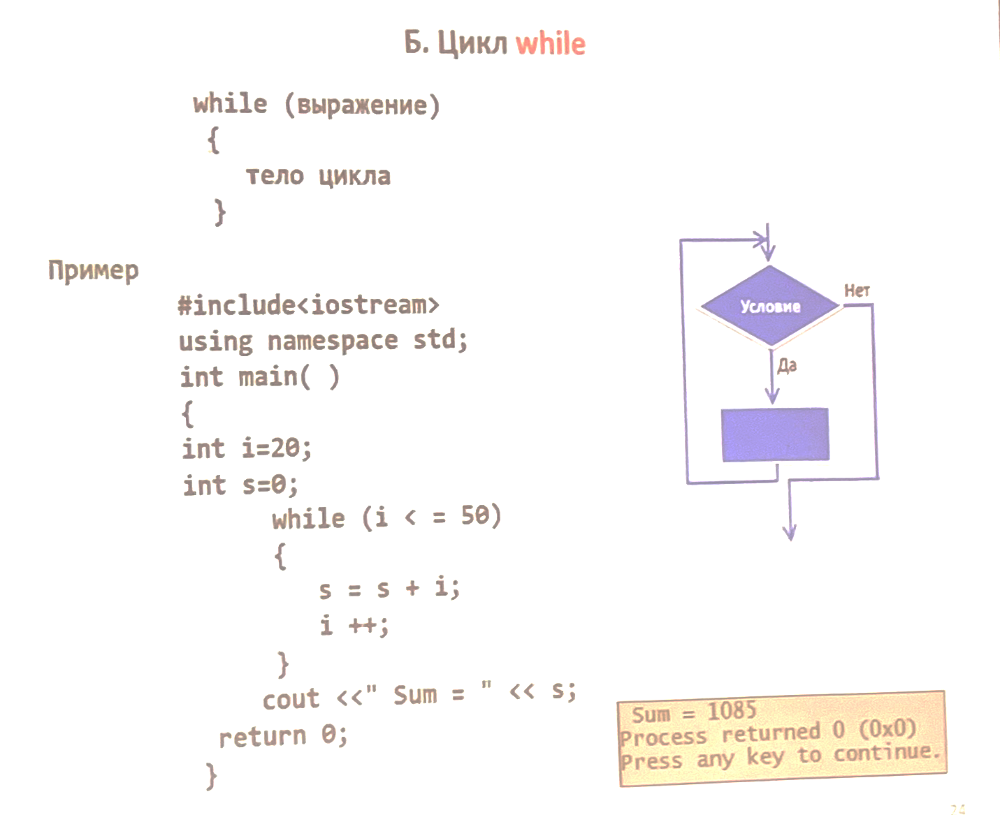 Б. Цикл while
while (выражение)
{
тело цикла
}
Пример
#include<iostream>
using namespace std;
int main( )
{
int i=20;
int s=0;
while (i < = 50)
{
s = s + i;
i ++;
}
cout <<" Sum = " << s;
return 0;
}
Условие
Нет
Да
Sum = 1085
Process returned 0 (0x0)
Press any key to continue.
24